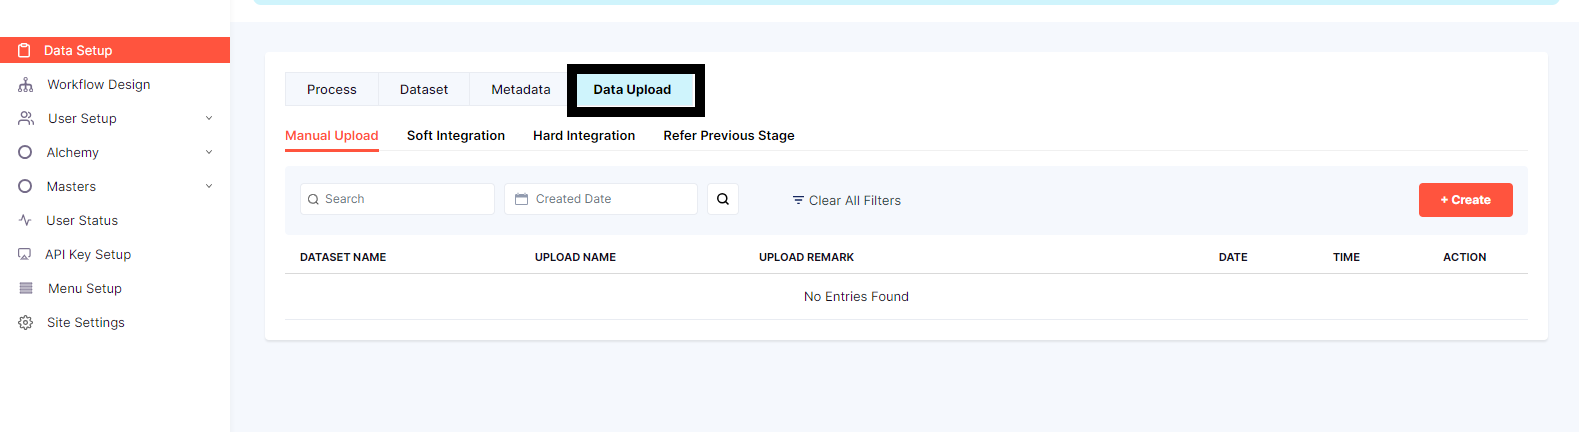 Data Setup
Workflow Design
User Setup
Alchemy
Masters
User Status
API Key Setup
Menu Setup
Site Settings
Process Dataset Metadata Data Upload
Manual Upload Soft Integration Hard Integration Refer Previous Stage
Search Created Date Clear All Filters + Create
DATASET NAME UPLOAD NAME UPLOAD REMARK DATE TIME ACTION
No Entries Found